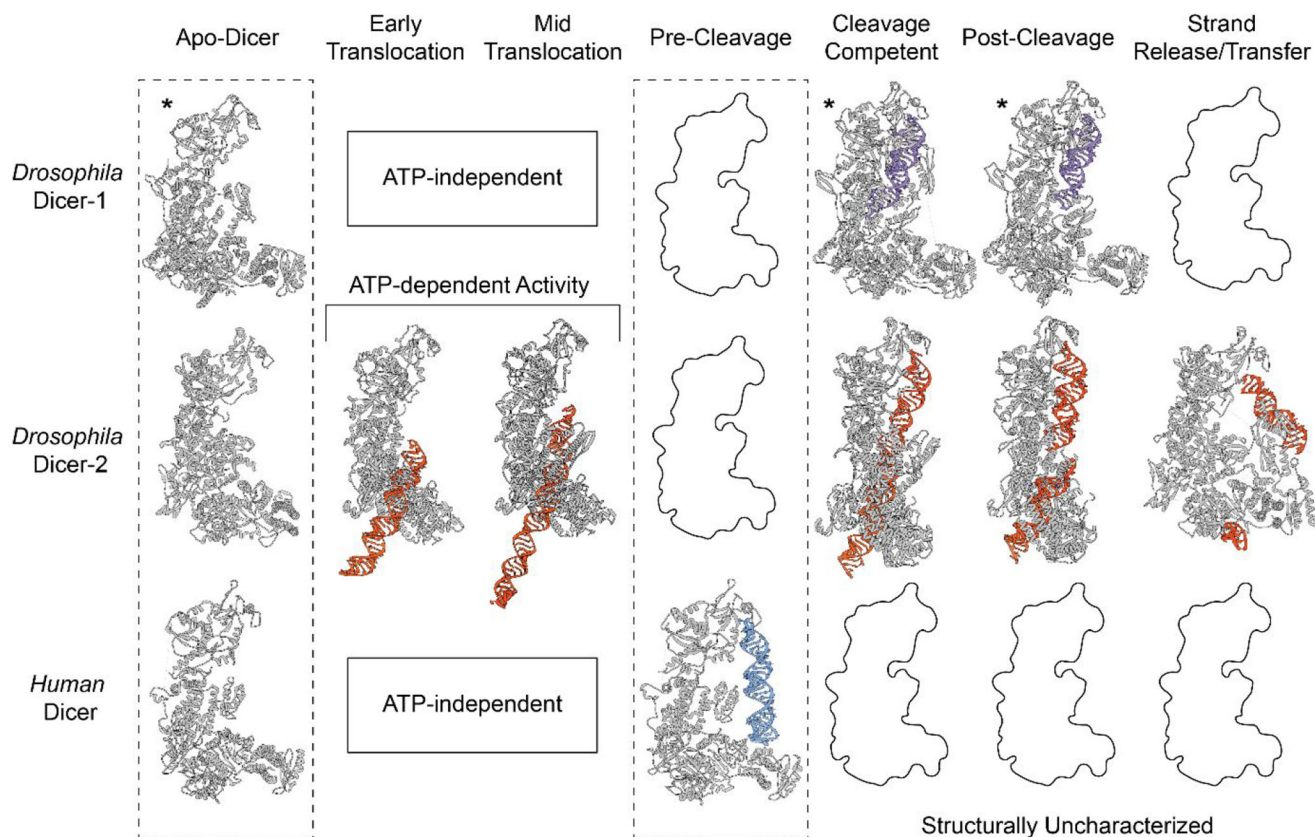 Apo-Dicer
Early
Translocation
Mid
Translocation
Pre-Cleavage
Cleavage
Competent
Post-Cleavage
Strand
Release/Transfer
Drosophila
Dicer-1
*
ATP-independent
*
*
ATP-dependent Activity
Drosophila
Dicer-2
Human
Dicer
ATP-independent
Structurally Uncharacterized